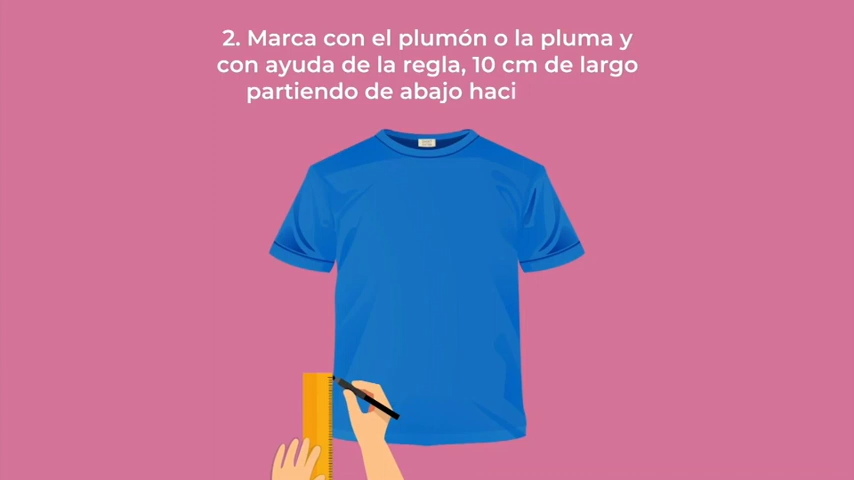 2. Marca con el plumón o la pluma y
con ayuda de la regla, 10 cm de largo
partiendo de abajo haci